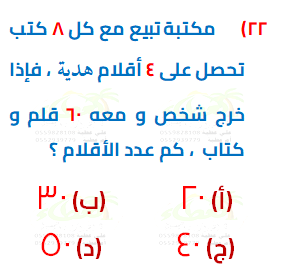 ٢٢) مكتبة تبيع مع كل ٨ كتب
تحصل على ٤ أقلام هدية ، فإذا
خرج شخص و معه ٦٠ قلم و
كتاب ، كم عدد الأقلام ؟
(أ) ٢٠ (ب) ٣٠
(ج) ٤٠ (د) ٥٠